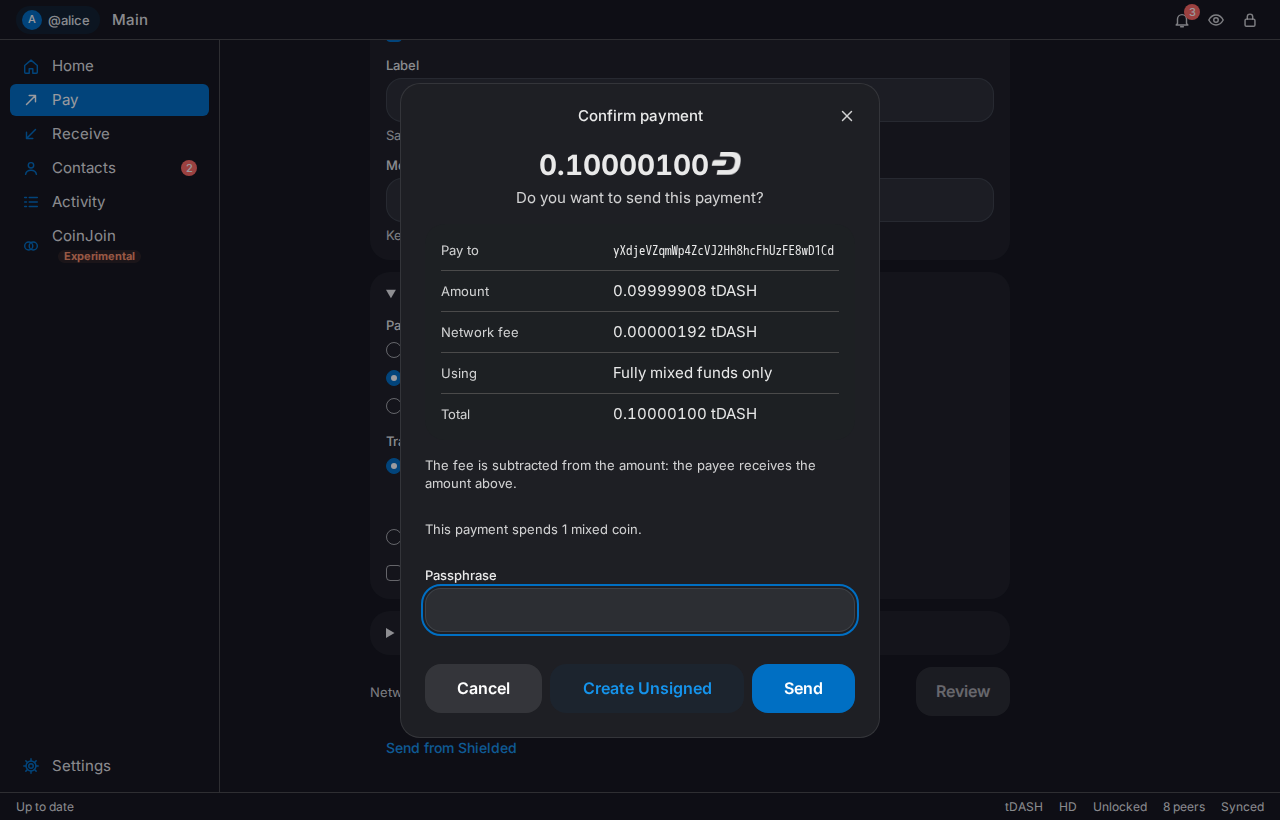 A @alice Main 3
Home
Pay
Receive
Contacts 2
Activity
CoinJoin
Experimental
Settings
Label
Confirm payment
0.10000100
Do you want to send this payment?
Pay to yXdjeVZqmWp4ZcVJ2Hh8hcFhUzFE8wD1Cd
Amount 0.09999908 tDASH
Network fee 0.00000192 tDASH
Using Fully mixed funds only
Total 0.10000100 tDASH
The fee is subtracted from the amount: the payee receives the
amount above.
This payment spends 1 mixed coin.
Passphrase
Cancel Create Unsigned Send
Review
Send from Shielded
Up to date tDASH HD Unlocked 8 peers Synced